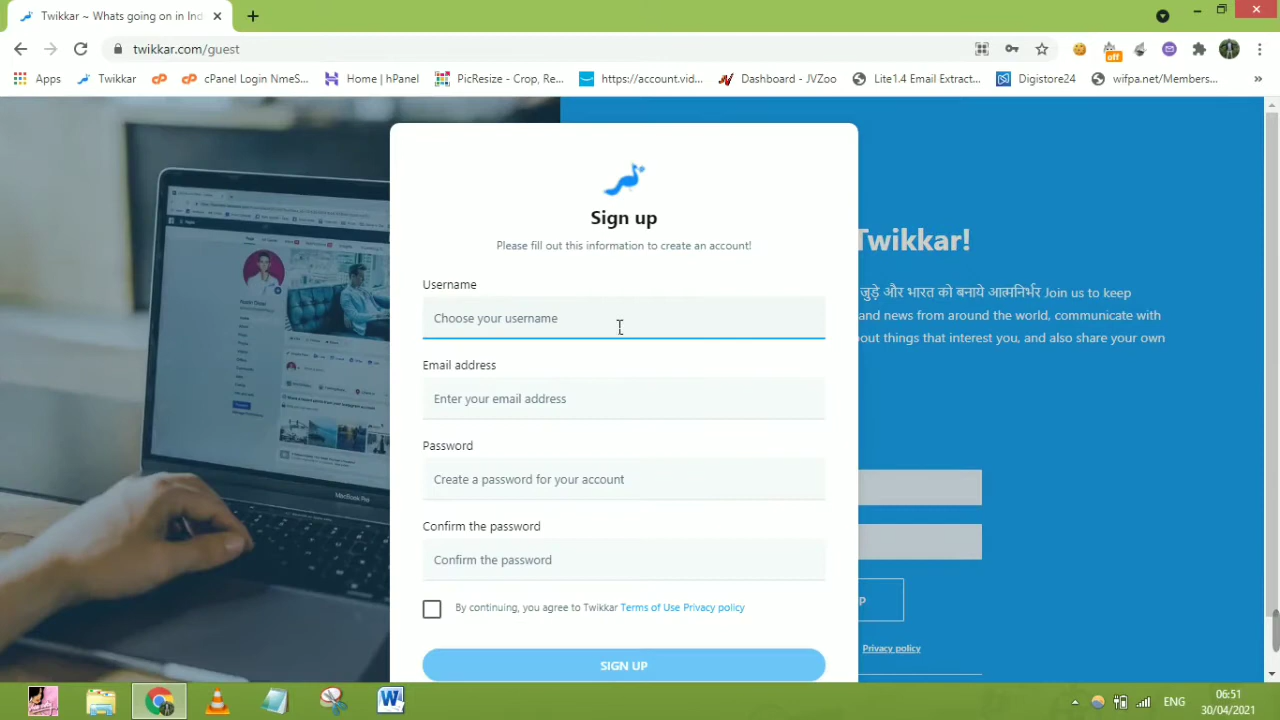 Twikkar ~ Whats going on in Ind
twikkar.com/guest
Apps
Twikkar
cPanel Login NmeS...
Home | hPanel
PicResize - Crop, Re...
https://account.vid...
Dashboard - JVZoo
Lite1.4 Email Extract...
Digistore24
wifpa.net/Members...
off
Sign up
Please fill out this information to create an account!
Username
Choose your username
Email address
Enter your email address
Password
Create a password for your account
Confirm the password
Confirm the password
By continuing, you agree to Twikkar Terms of Use Privacy policy
SIGN UP
Twikkar!
जुड़े और भारत को बनाये आत्मनिर्भर Join us to keep
and news from around the world, communicate with
out things that interest you, and also share your own
p
Privacy policy
MacBook Pro
ENG
06:51
30/04/2021